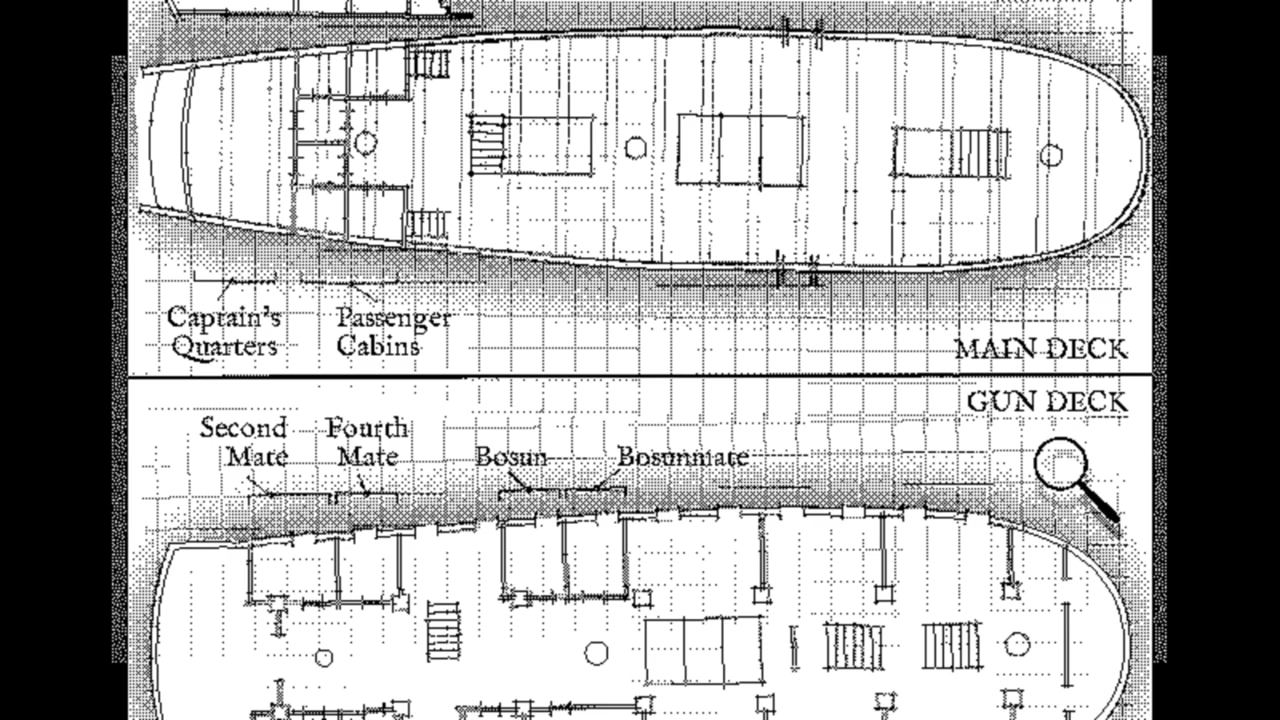 Captain's
Quarters
Passenger
Cabins
MAIN DECK
GUN DECK
Second
Mate
Fourth
Mate
Bosun
Bosunmate